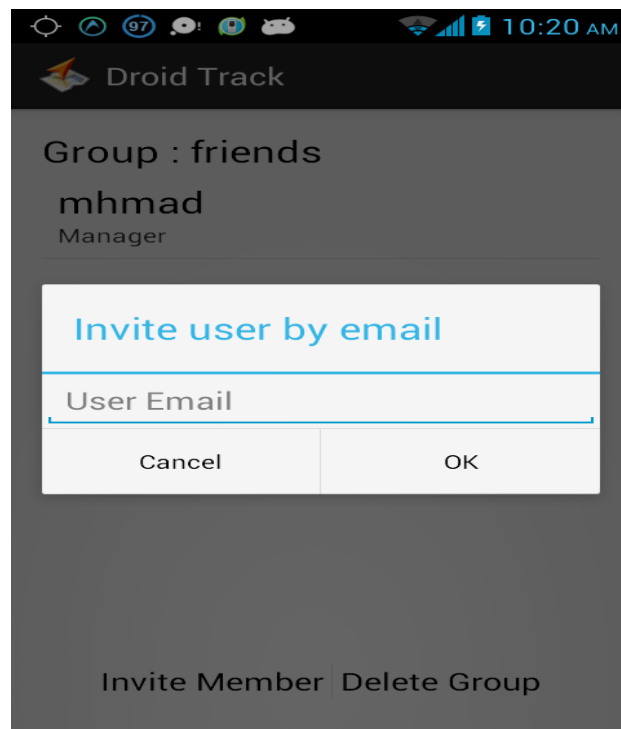 97 10:20 AM
Droid Track
Group : friends
mhmad
Manager
Invite user by email
User Email
Cancel OK
Invite Member Delete Group